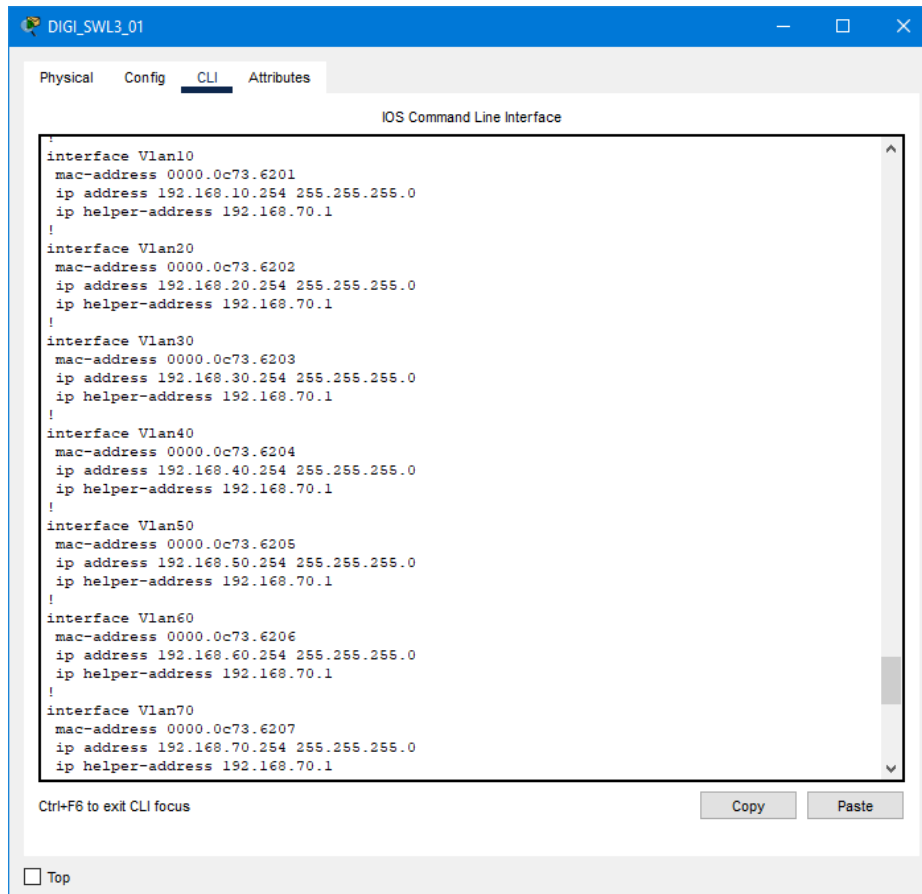 DIGI_SWL3_01
Physical Config CLI Attributes
IOS Command Line Interface
!
interface Vlan10
 mac-address 0000.0c73.6201
 ip address 192.168.10.254 255.255.255.0
 ip helper-address 192.168.70.1
!
interface Vlan20
 mac-address 0000.0c73.6202
 ip address 192.168.20.254 255.255.255.0
 ip helper-address 192.168.70.1
!
interface Vlan30
 mac-address 0000.0c73.6203
 ip address 192.168.30.254 255.255.255.0
 ip helper-address 192.168.70.1
!
interface Vlan40
 mac-address 0000.0c73.6204
 ip address 192.168.40.254 255.255.255.0
 ip helper-address 192.168.70.1
!
interface Vlan50
 mac-address 0000.0c73.6205
 ip address 192.168.50.254 255.255.255.0
 ip helper-address 192.168.70.1
!
interface Vlan60
 mac-address 0000.0c73.6206
 ip address 192.168.60.254 255.255.255.0
 ip helper-address 192.168.70.1
!
interface Vlan70
 mac-address 0000.0c73.6207
 ip address 192.168.70.254 255.255.255.0
 ip helper-address 192.168.70.1
Ctrl+F6 to exit CLI focus Copy Paste
Top